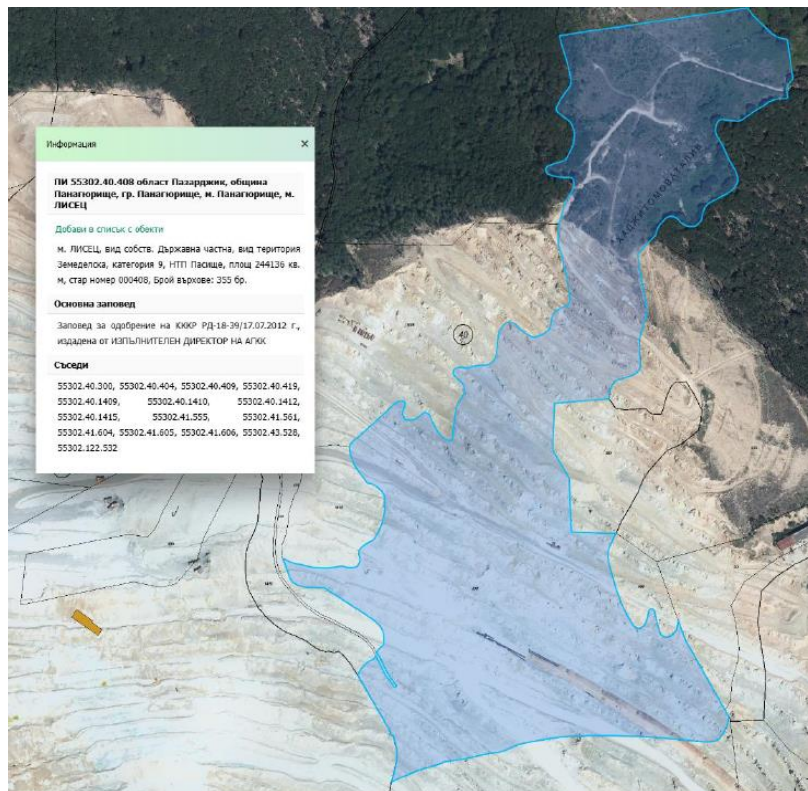 Информация
ПИ 55302.40.408 област Пазарджик, община
Панагюрище, гр. Панагюрище, м. Панагюрище, м.
ЛИСЕЦ
Добави в списък с обекти
м. ЛИСЕЦ, вид собств. Държавна частна, вид територия
Земеделска, категория 9, НТП Пасище, площ 244136 кв.
м, стар номер 000408, Брой върхове: 355 бр.
Основна заповед
Заповед за одобрение на КККР РД-18-39/17.07.2012 г.,
издадена от ИЗПЪЛНИТЕЛЕН ДИРЕКТОР НА АГКК
Съседи
55302.40.300, 55302.40.404, 55302.40.409, 55302.40.419,
55302.40.1409, 55302.40.1410, 55302.40.1412,
55302.40.1415, 55302.41.555, 55302.41.561,
55302.41.604, 55302.41.605, 55302.41.606, 55302.43.528,
55302.122.532
40